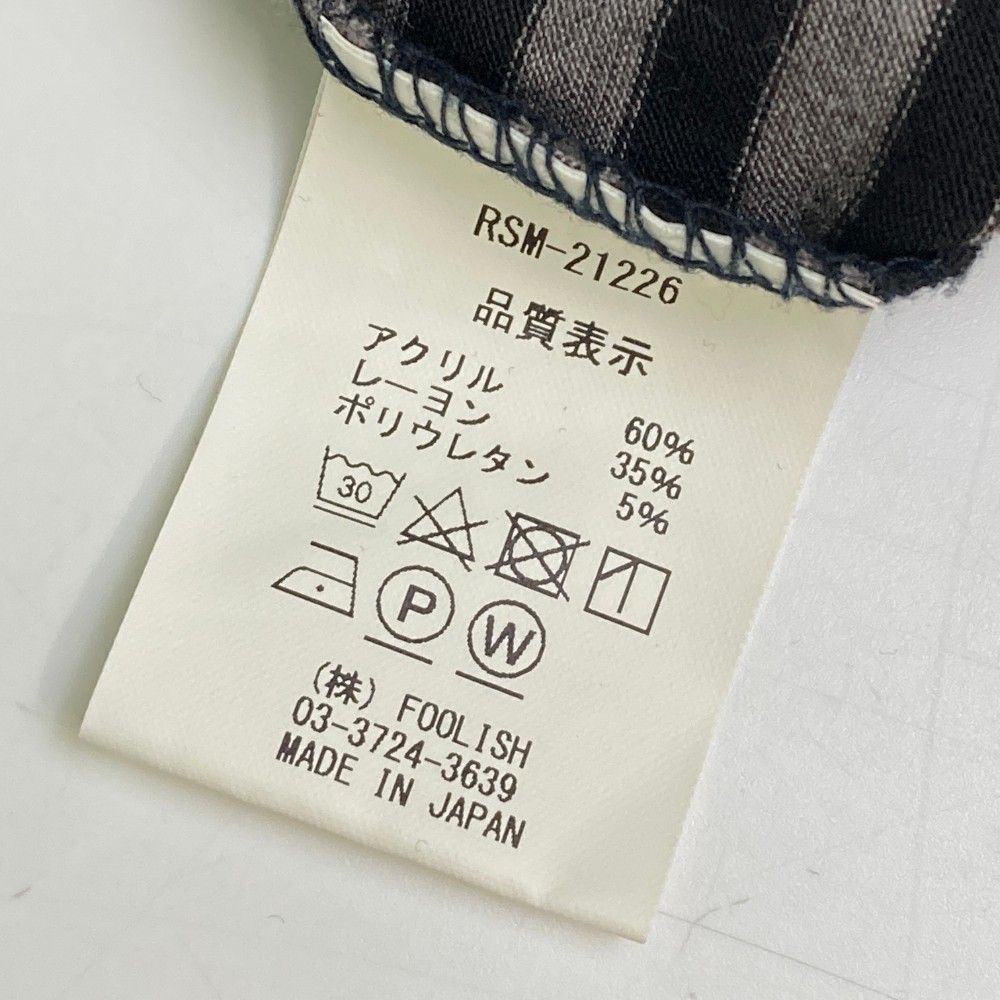 RSM-21226
品質表示
アクリル 60%
レーヨン 35%
ポリウレタン 5%
30
P W
(株) FOOLISH
03-3724-3639
MADE IN JAPAN